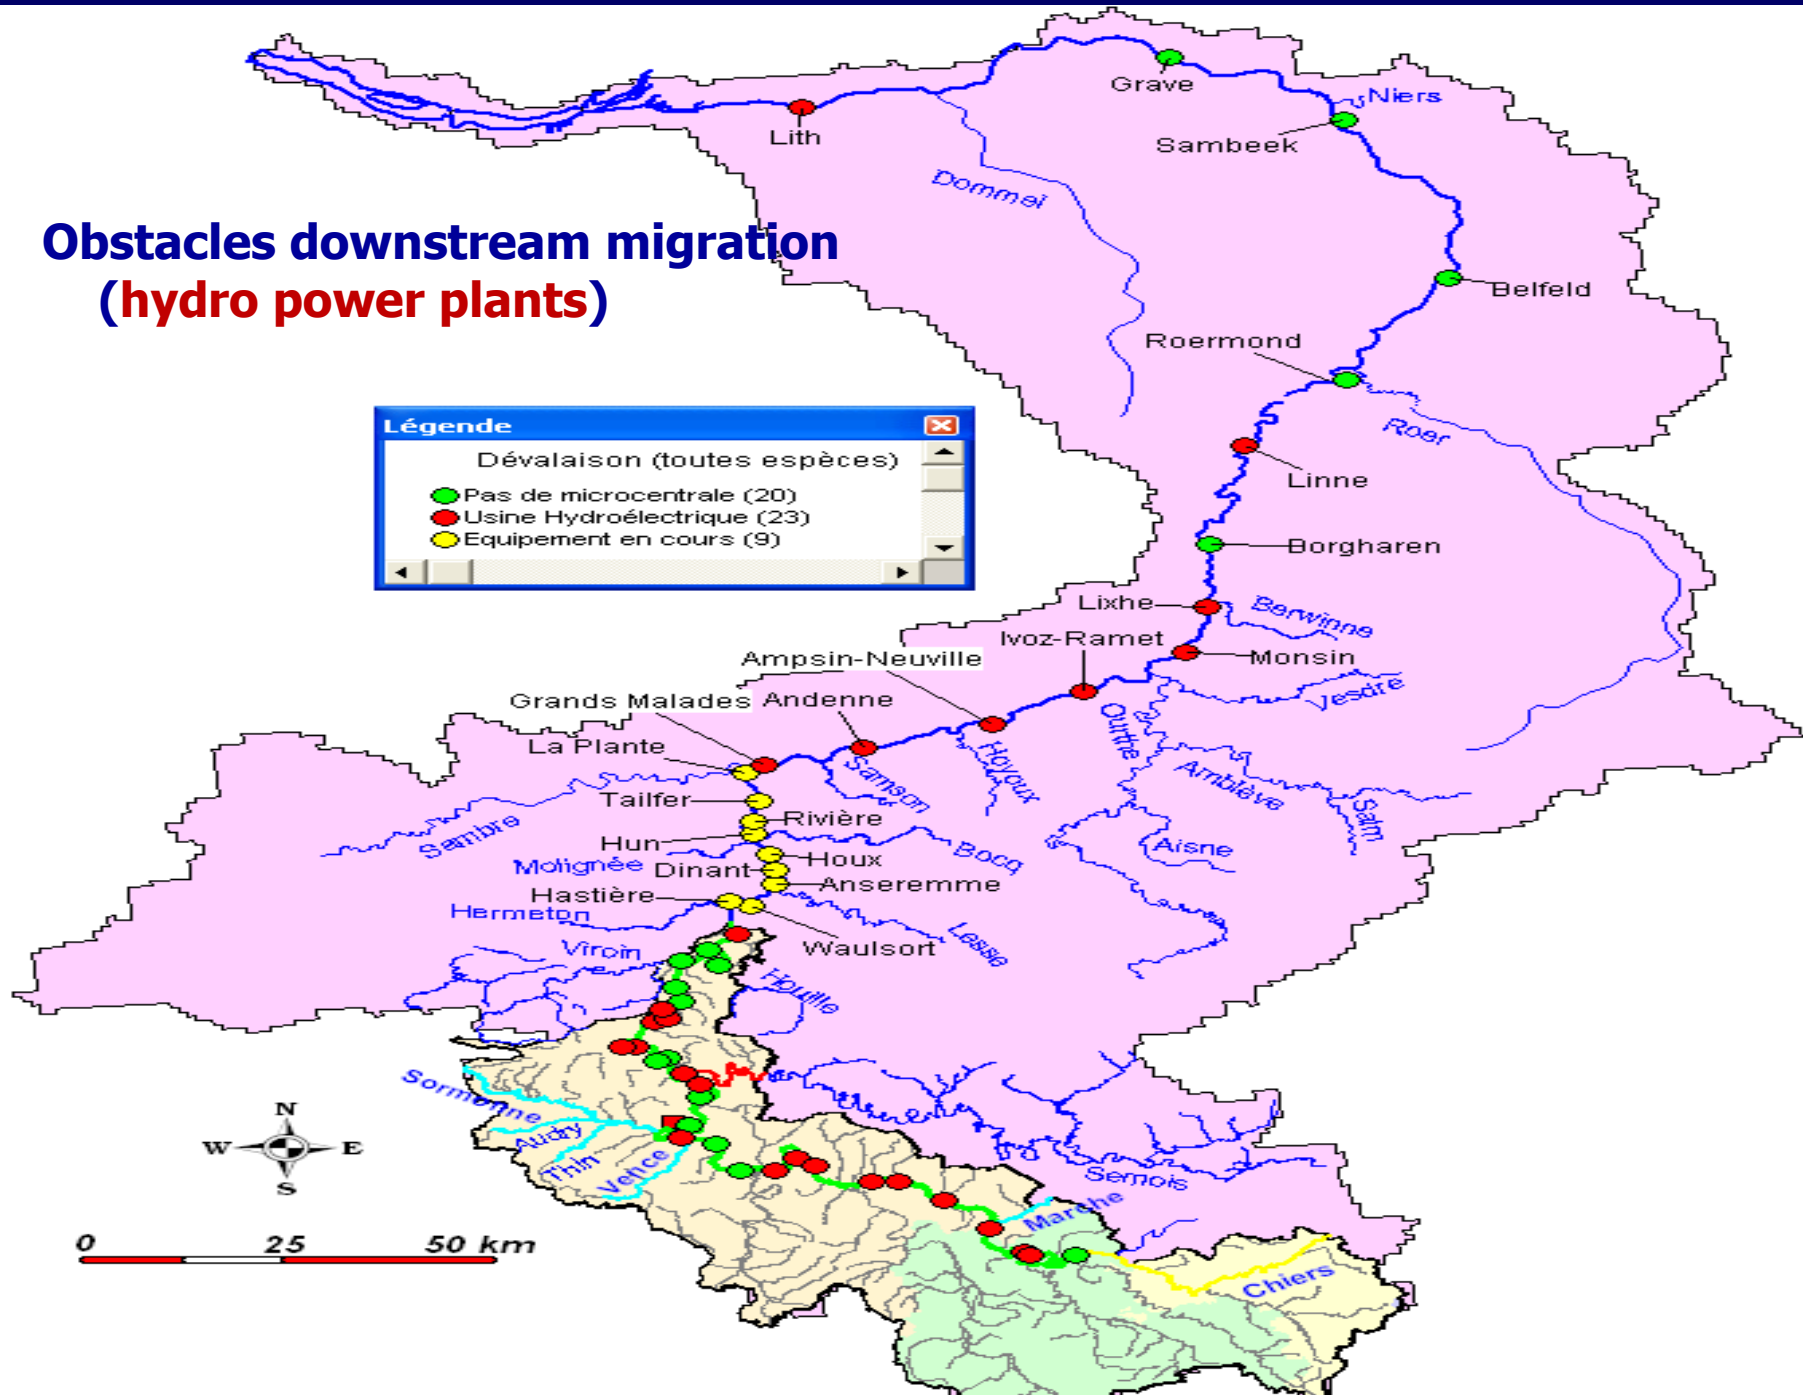 Grave
Niers
Lith
Sambeek
Dommel
Obstacles downstream migration
(hydro power plants)
Belfeld
Roermond
Légende
Roer
Dévalaison (toutes espèces)
Linne
Pas de microcentrale (20)
Usine Hydroélectrique (23)
Equipement en cours (9)
Borgharen
Lixhe
Berwinne
Ivoz-Ramet
Monsin
Ampsin-Neuville
Vesdre
Grands Malades
Andenne
Ourthe
La Plante
Hoyoux
Samson
Amblève
Tailfer
Salm
Rivière
Sambre
Hun
Bocq
Aisne
Molignée
Dinant
Houx
Anseremme
Hastière
Hermeton
Lesse
Waulsort
Viroin
Houille
Sormonne
N
Audry
W
E
Thin
Vence
S
Semois
Marche
0 25 50 km
Chiers